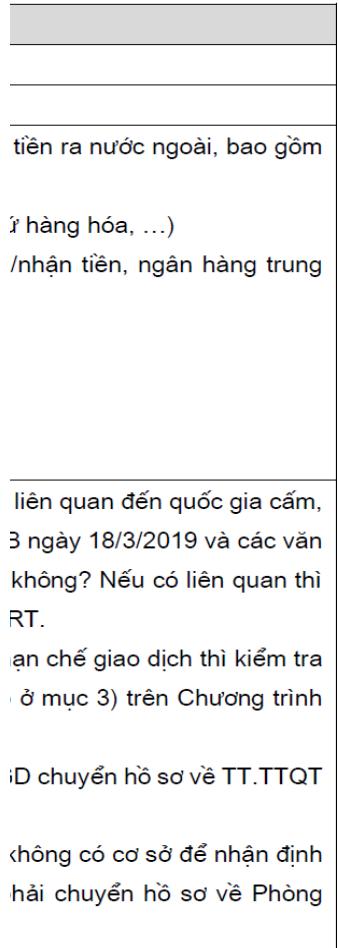 tiền ra nước ngoài, bao gồm
hàng hóa, …)
/nhận tiền, ngân hàng trung
liên quan đến quốc gia cấm,
ngày 18/3/2019 và các văn
không? Nếu có liên quan thì
RT.
chế giao dịch thì kiểm tra
ở mục 3) trên Chương trình
chuyển hồ sơ về TT.TTQT
không có cơ sở để nhận định
chuyển hồ sơ về Phòng